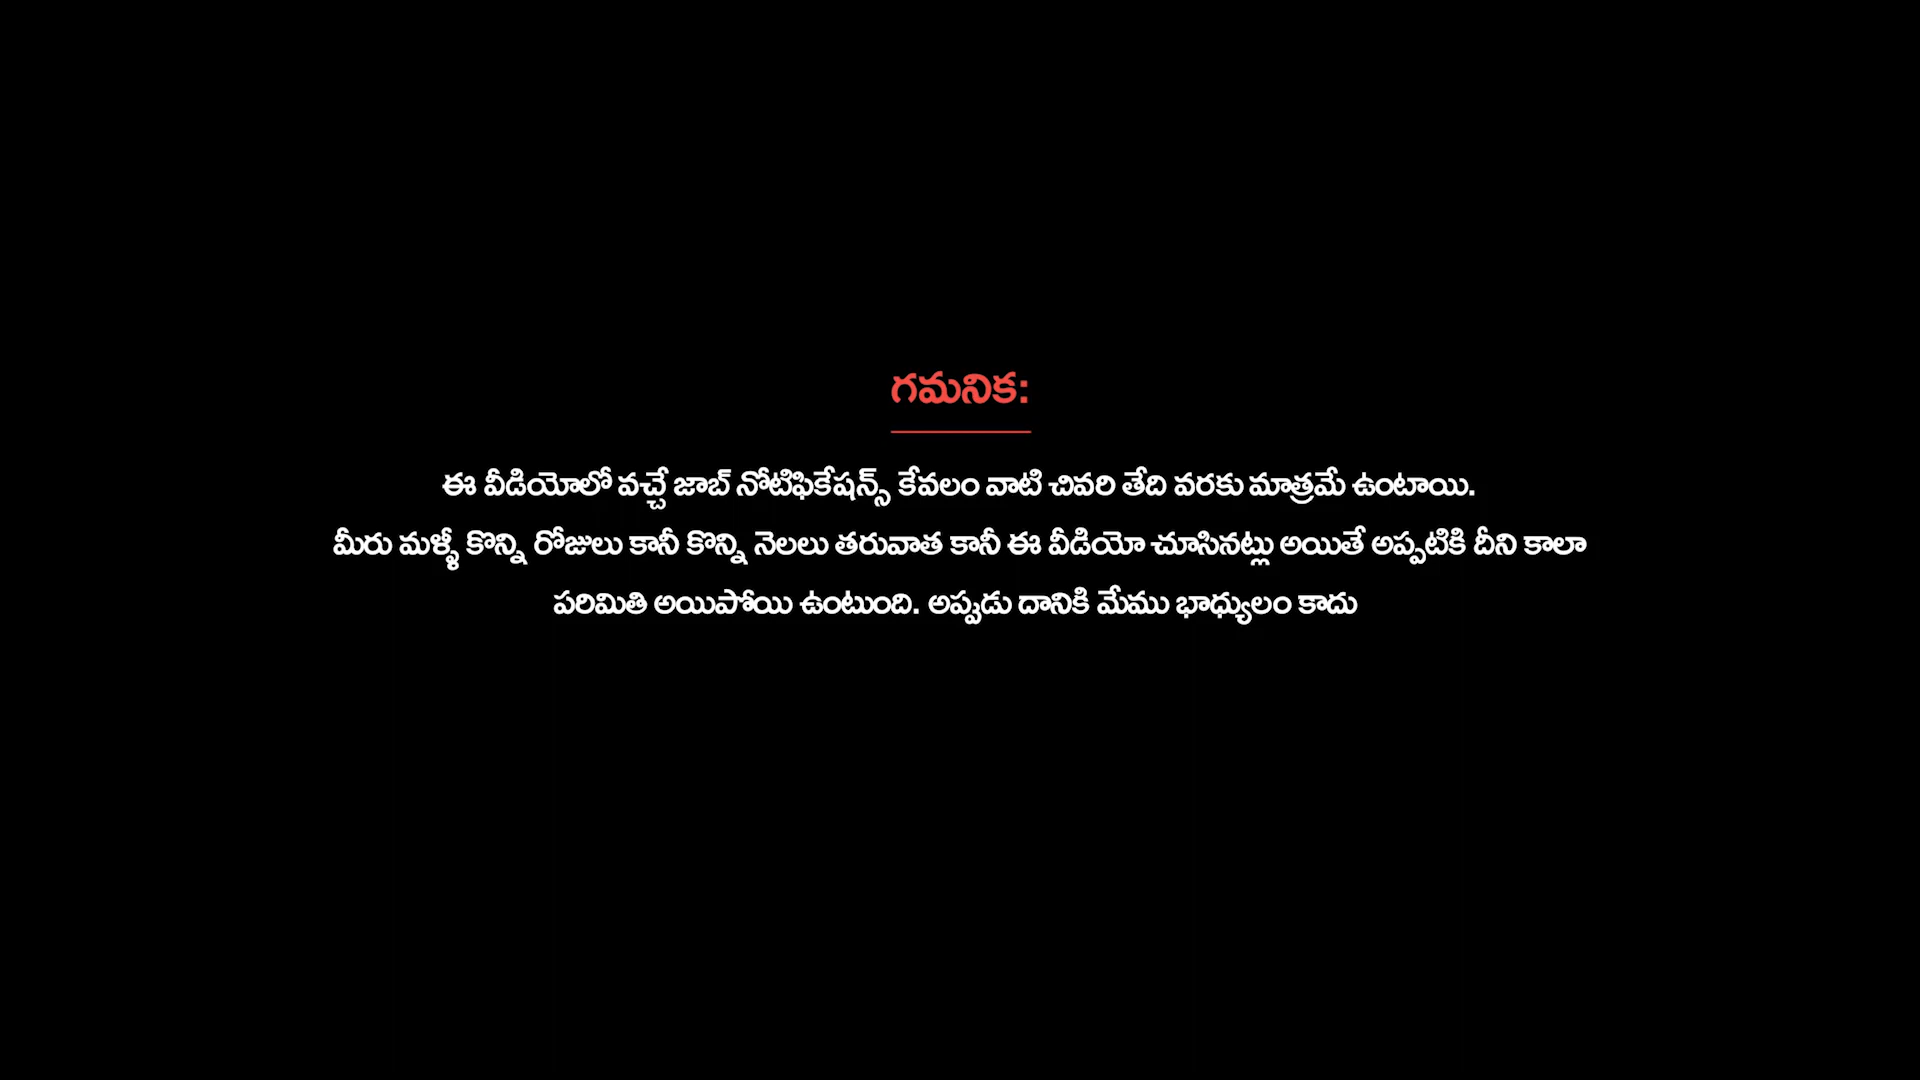 గమనిక:
ఈ వీడియోలో వచ్చే జాబ్ నోటిఫికేషన్స్ కేవలం వాటి చివరి తేది వరకు మాత్రమే ఉంటాయి.
మీరు మళ్ళీ కొన్ని రోజులు కానీ కొన్ని నెలలు తరువాత కానీ ఈ వీడియో చూసినట్లు అయితే అప్పటికి దీని కాలా
పరిమితి అయిపోయి ఉంటుంది. అప్పుడు దానికి మేము భాధ్యులం కాదు